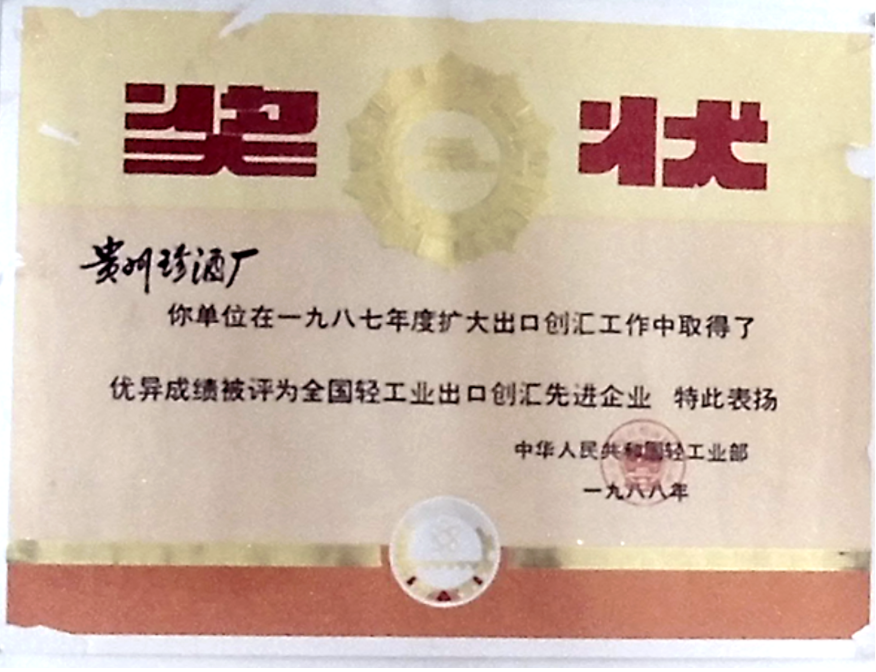 奖状
贵州珍酒厂
你单位在一九八七年度扩大出口创汇工作中取得了
优异成绩被评为全国轻工业出口创汇先进企业 特此表扬
中华人民共和国轻工业部
一九八八年